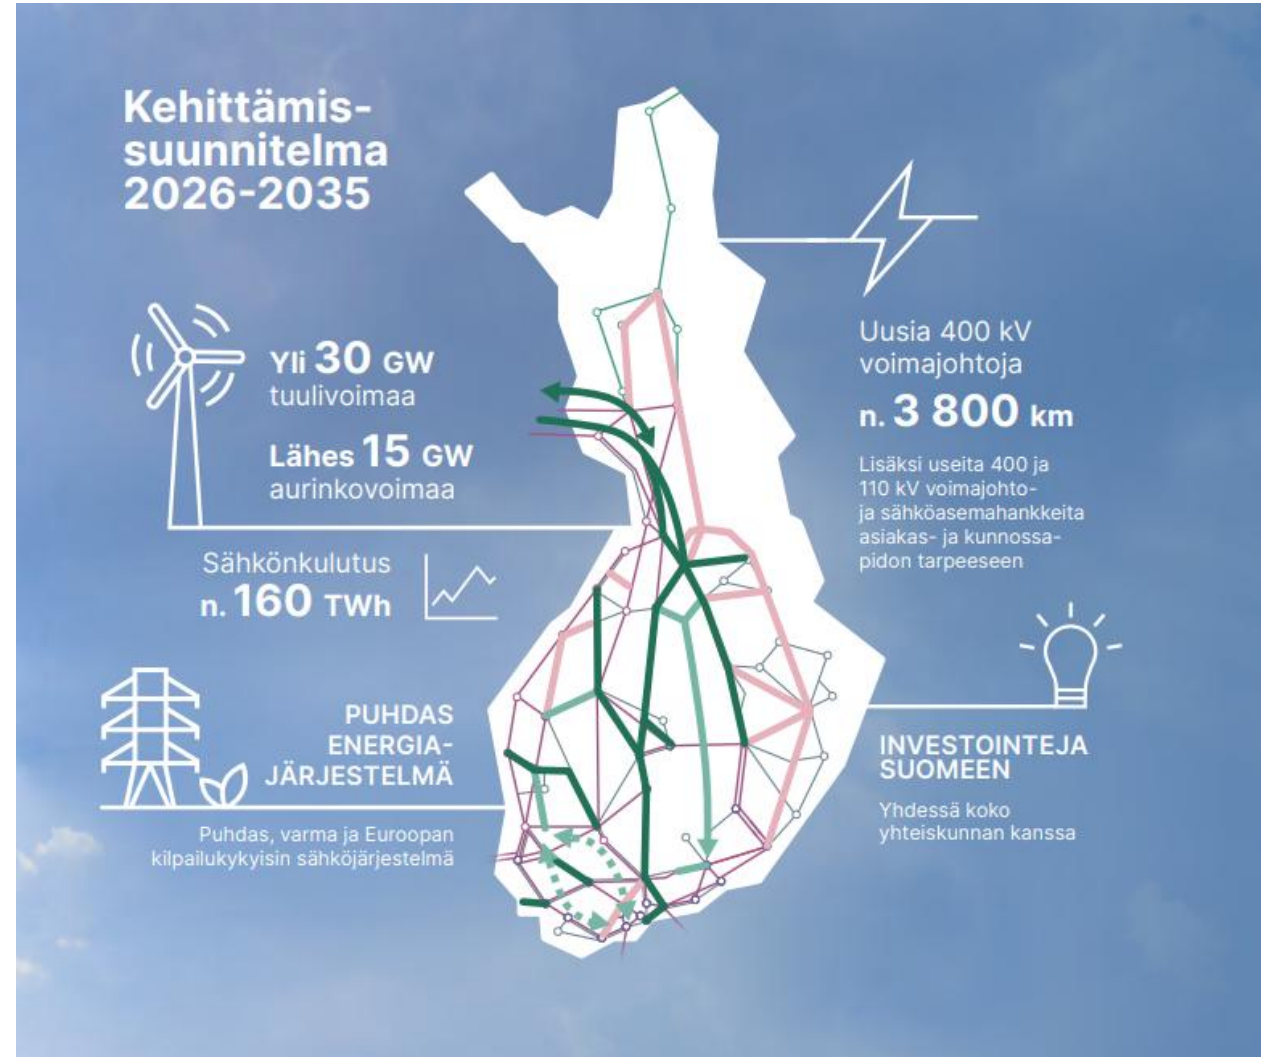 Kehittämis-
suunnitelma
2026-2035
Yli 30 GW
tuulivoimaa
Lähes 15 GW
aurinkovoimaa
Sähkönkulutus
n. 160 TWh
PUHDAS
ENERGIA-
JÄRJESTELMÄ
Puhdas, varma ja Euroopan
kilpailukykyisin sähköjärjestelmä
Uusia 400 kV
voimajohtoja
n. 3 800 km
Lisäksi useita 400 ja
110 kV voimajohto-
ja sähköasemahankkeita
asiakas- ja kunnossa-
pidon tarpeeseen
INVESTOINTEJA
SUOMEEN
Yhdessä koko
yhteiskunnan kanssa